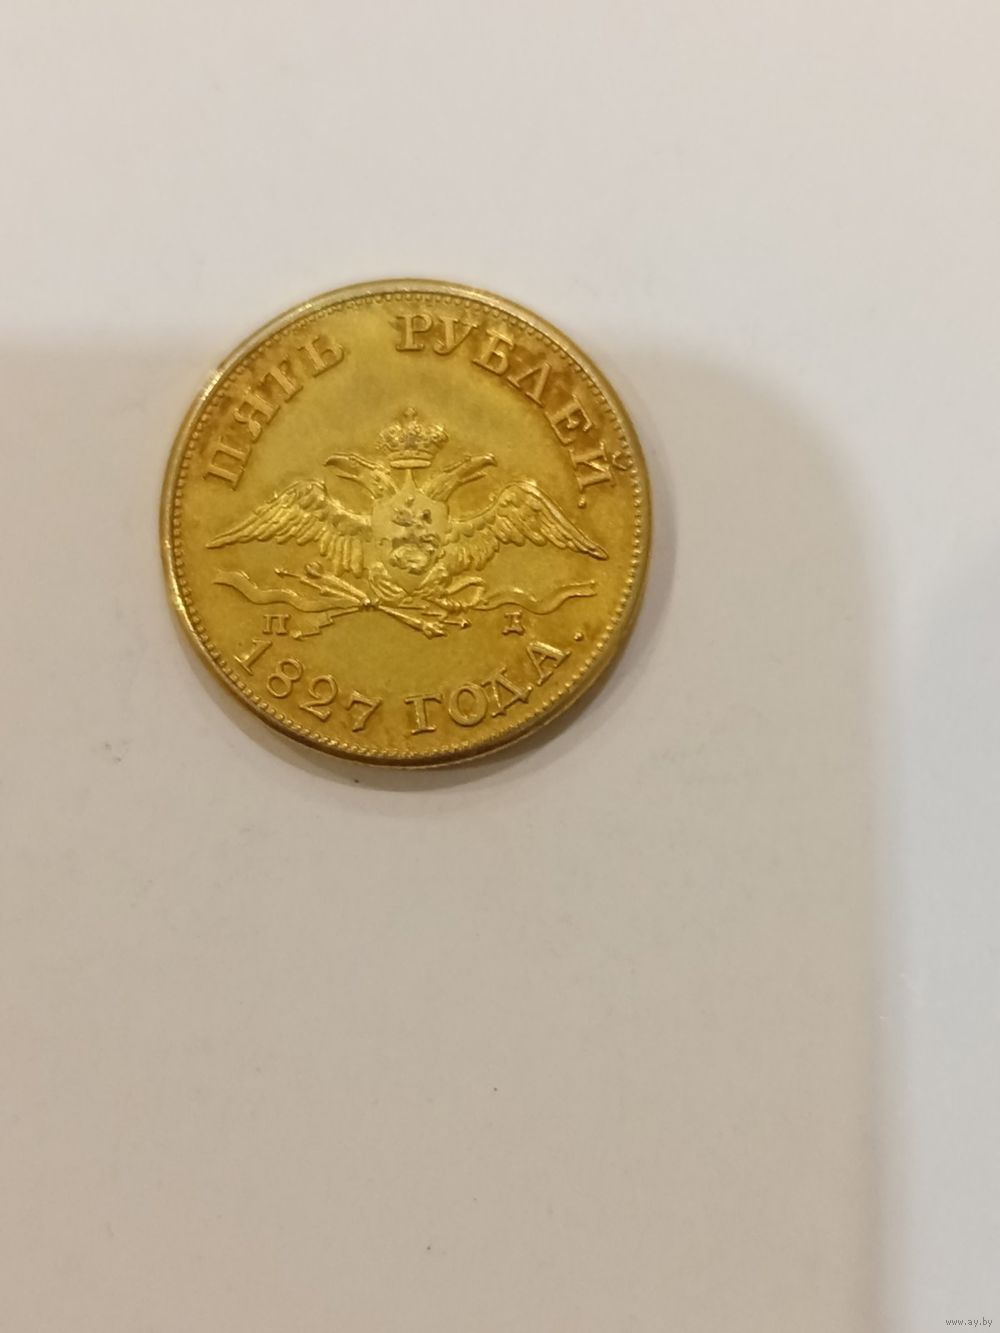 ПЯТЬ РУБЛЕЙ.
П Д
1827 ГОДА.
www.ay.by